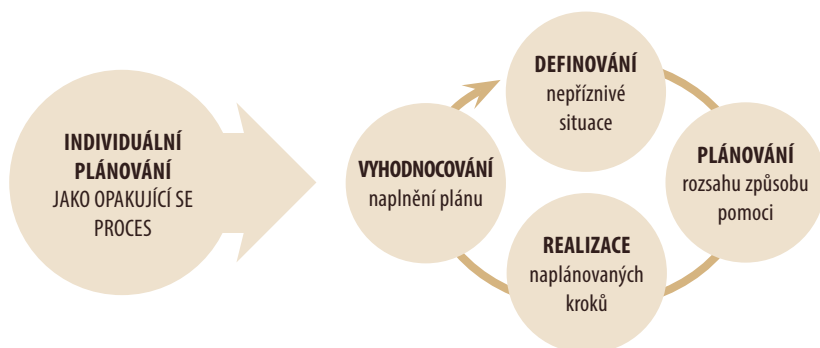 INDIVIDUÁLNÍ
PLÁNOVÁNÍ
JAKO OPAKUJÍCÍ SE
PROCES
DEFINOVÁNÍ
nepříznivé
situace
PLÁNOVÁNÍ
rozsahu způsobu
pomoci
REALIZACE
naplánovaných
kroků
VYHODNOCOVÁNÍ
naplnění plánu